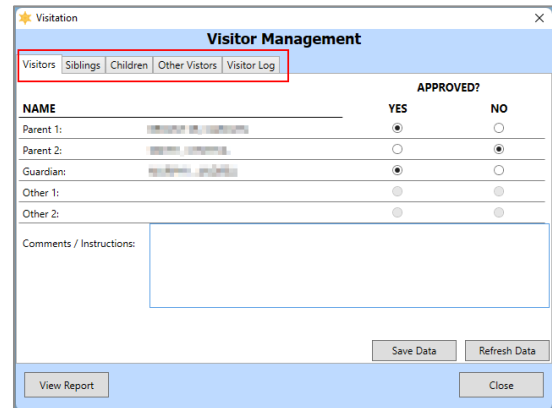 Visitation
Visitor Management
Visitors Siblings Children Other Vistors Visitor Log
APPROVED?
NAME YES NO
Parent 1:
Parent 2:
Guardian:
Other 1:
Other 2:
Comments / Instructions:
Save Data Refresh Data
View Report Close